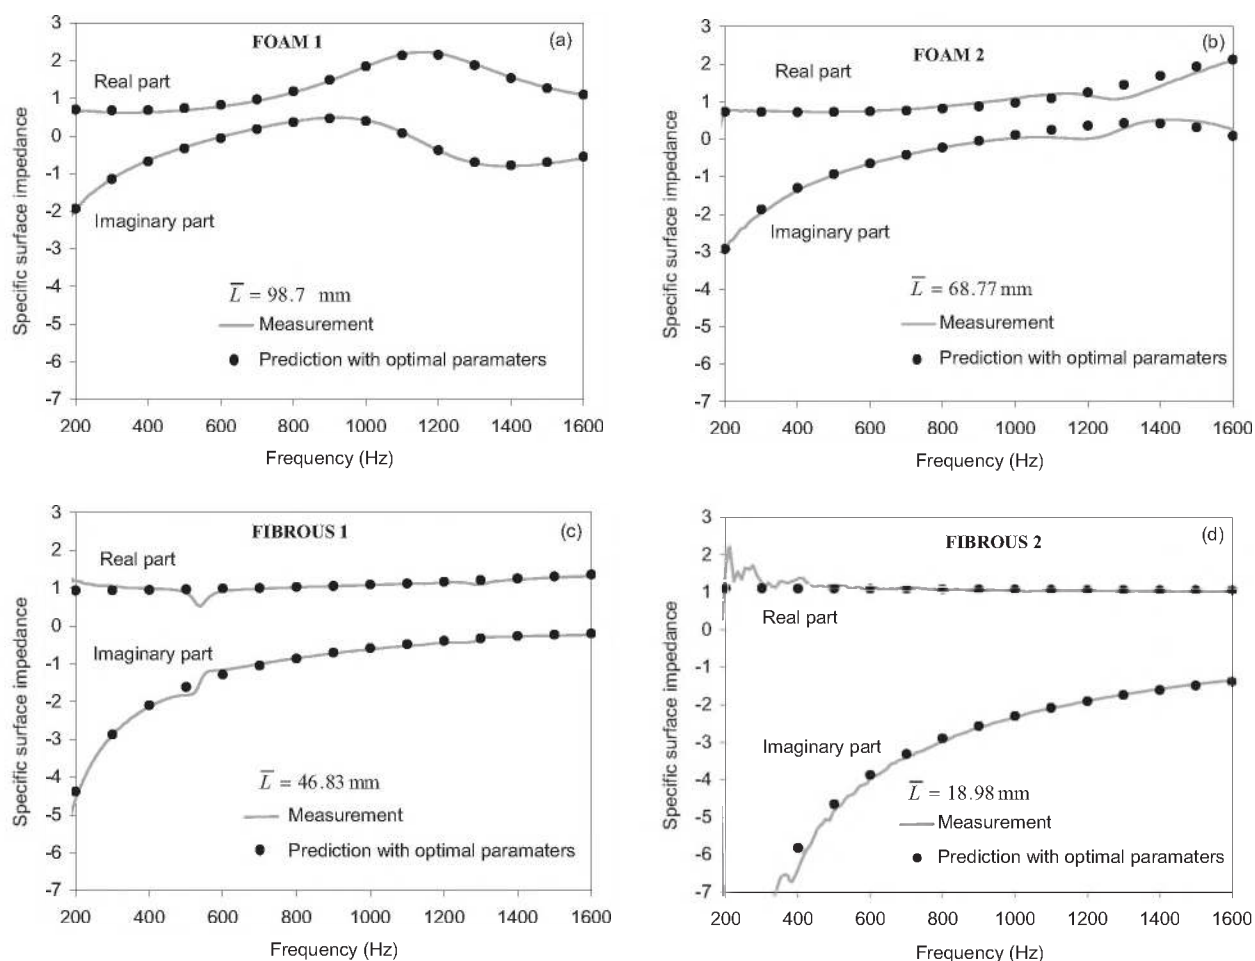 3
2
1
0
-1
-2
-3
-4
-5
-6
-7
Specific surface impedance
FOAM 1
(a)
Real part
Imaginary part
L = 98.7 mm
Measurement
Prediction with optimal paramaters
200 400 600 800 1000 1200 1400 1600
Frequency (Hz)
3
2
1
0
-1
-2
-3
-4
-5
-6
-7
Specific surface impedance
FOAM 2
(b)
Real part
Imaginary part
L = 68.77 mm
Measurement
Prediction with optimal paramaters
200 400 600 800 1000 1200 1400 1600
Frequency (Hz)
3
2
1
0
-1
-2
-3
-4
-5
-6
-7
Specific surface impedance
FIBROUS 1
(c)
Real part
Imaginary part
L = 46.83 mm
Measurement
Prediction with optimal paramaters
200 400 600 800 1000 1200 1400 1600
Frequency (Hz)
3
2
1
0
-1
-2
-3
-4
-5
-6
-7
Specific surface impedance
FIBROUS 2
(d)
Real part
Imaginary part
L = 18.98 mm
Measurement
Prediction with optimal paramaters
200 400 600 800 1000 1200 1400 1600
Frequency (Hz)